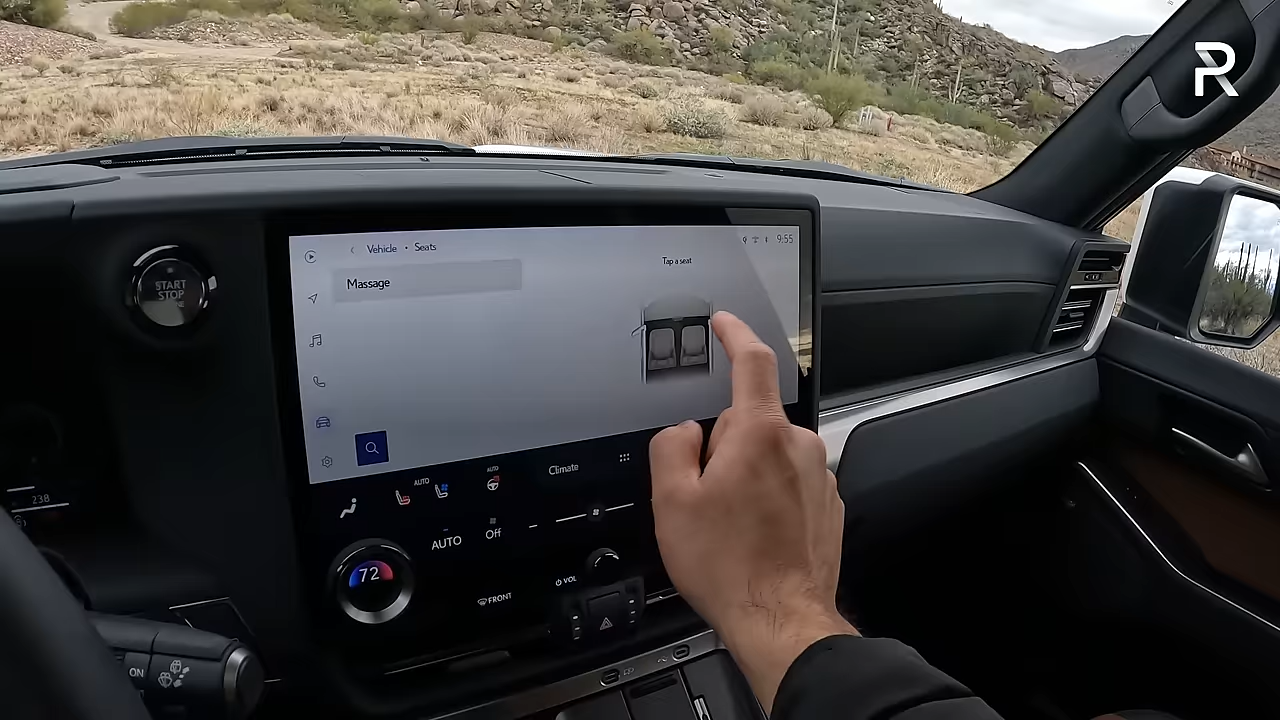 Vehicle • Seats
9:55
Massage
Tap a seat
START
STOP
AUTO
AUTO
Climate
238
AUTO
Off
72
VOL
FRONT
ON